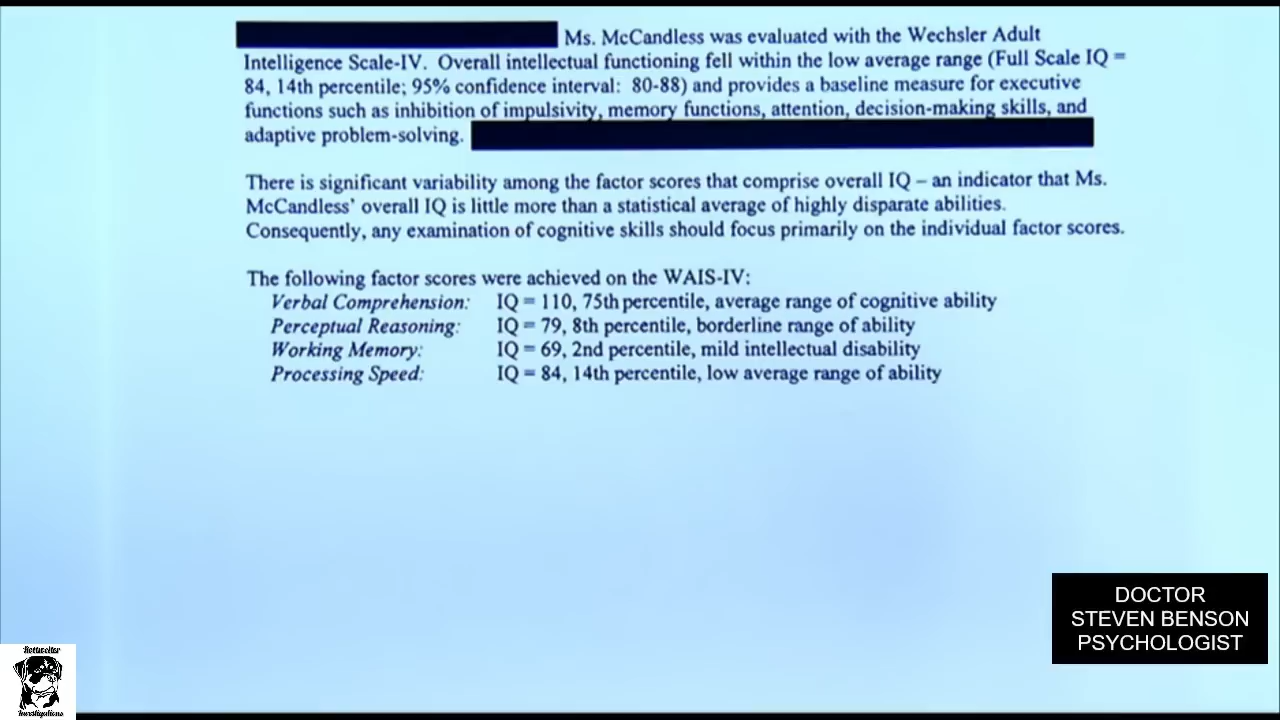 Ms. McCandless was evaluated with the Wechsler Adult
Intelligence Scale-IV. Overall intellectual functioning fell within the low average range (Full Scale IQ =
84, 14th percentile; 95% confidence interval: 80-88) and provides a baseline measure for executive
functions such as inhibition of impulsivity, memory functions, attention, decision-making skills, and
adaptive problem-solving.
There is significant variability among the factor scores that comprise overall IQ – an indicator that Ms.
McCandless' overall IQ is little more than a statistical average of highly disparate abilities.
Consequently, any examination of cognitive skills should focus primarily on the individual factor scores.
The following factor scores were achieved on the WAIS-IV:
Verbal Comprehension: IQ = 110, 75th percentile, average range of cognitive ability
Perceptual Reasoning: IQ = 79, 8th percentile, borderline range of ability
Working Memory: IQ = 69, 2nd percentile, mild intellectual disability
Processing Speed: IQ = 84, 14th percentile, low average range of ability
DOCTOR
STEVEN BENSON
PSYCHOLOGIST
Rottweiler
Investigations